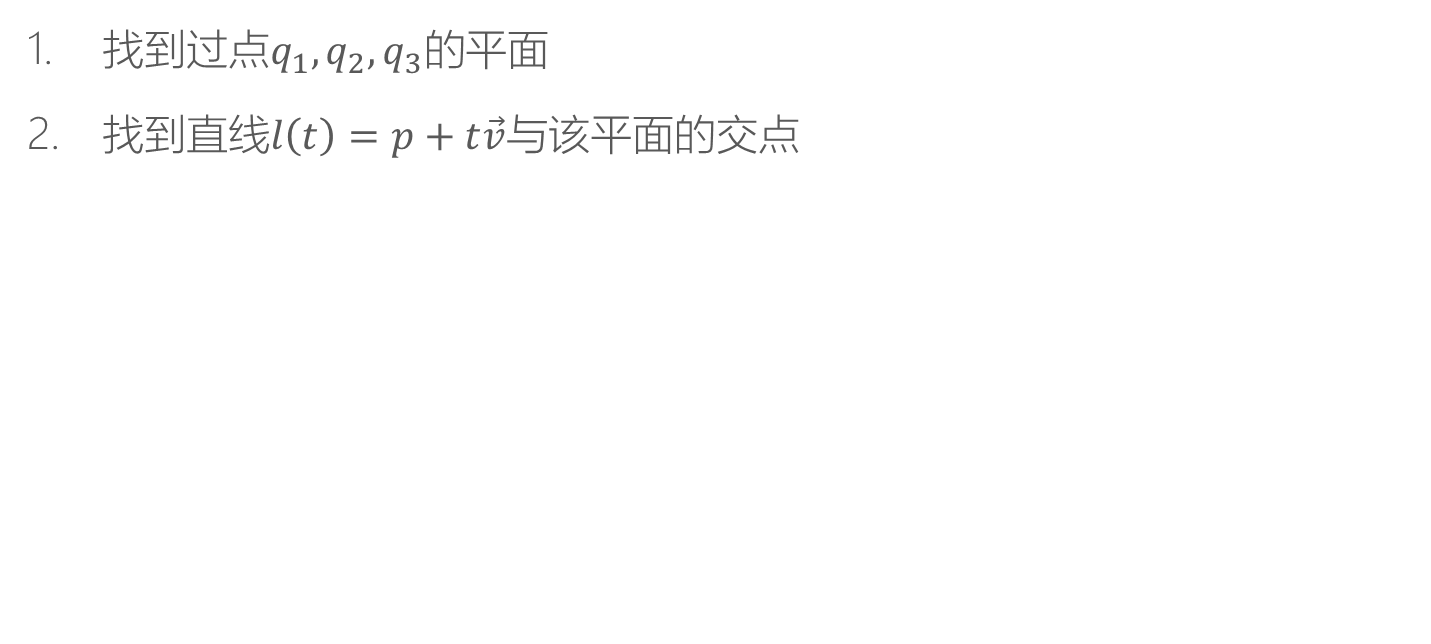 1. 找到过点𝑞₁, 𝑞₂, 𝑞₃的平面
2. 找到直线𝑙(𝑡) = 𝑝 + 𝑡𝑣⃗与该平面的交点